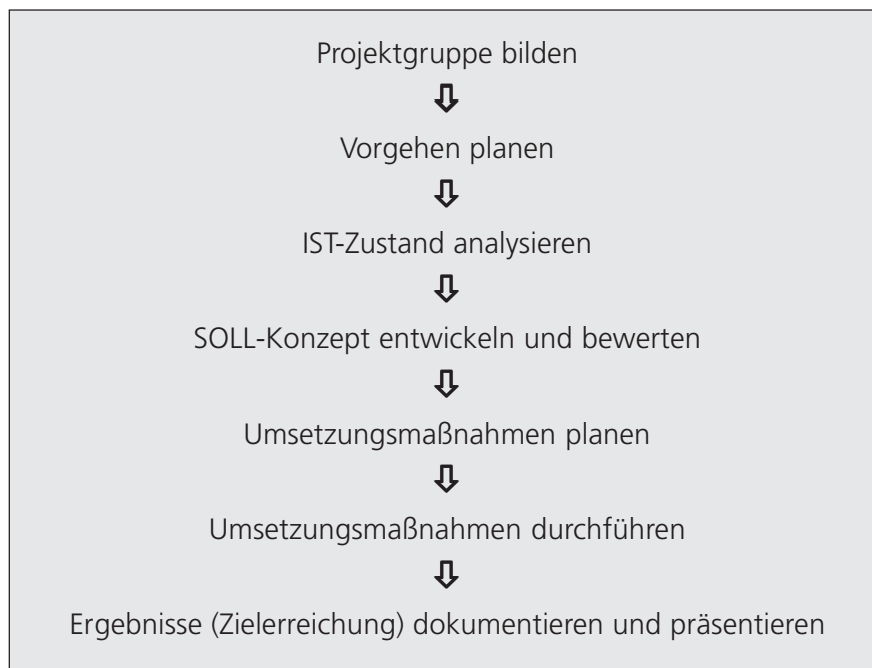 Projektgruppe bilden
⇩
Vorgehen planen
⇩
IST-Zustand analysieren
⇩
SOLL-Konzept entwickeln und bewerten
⇩
Umsetzungsmaßnahmen planen
⇩
Umsetzungsmaßnahmen durchführen
⇩
Ergebnisse (Zielerreichung) dokumentieren und präsentieren